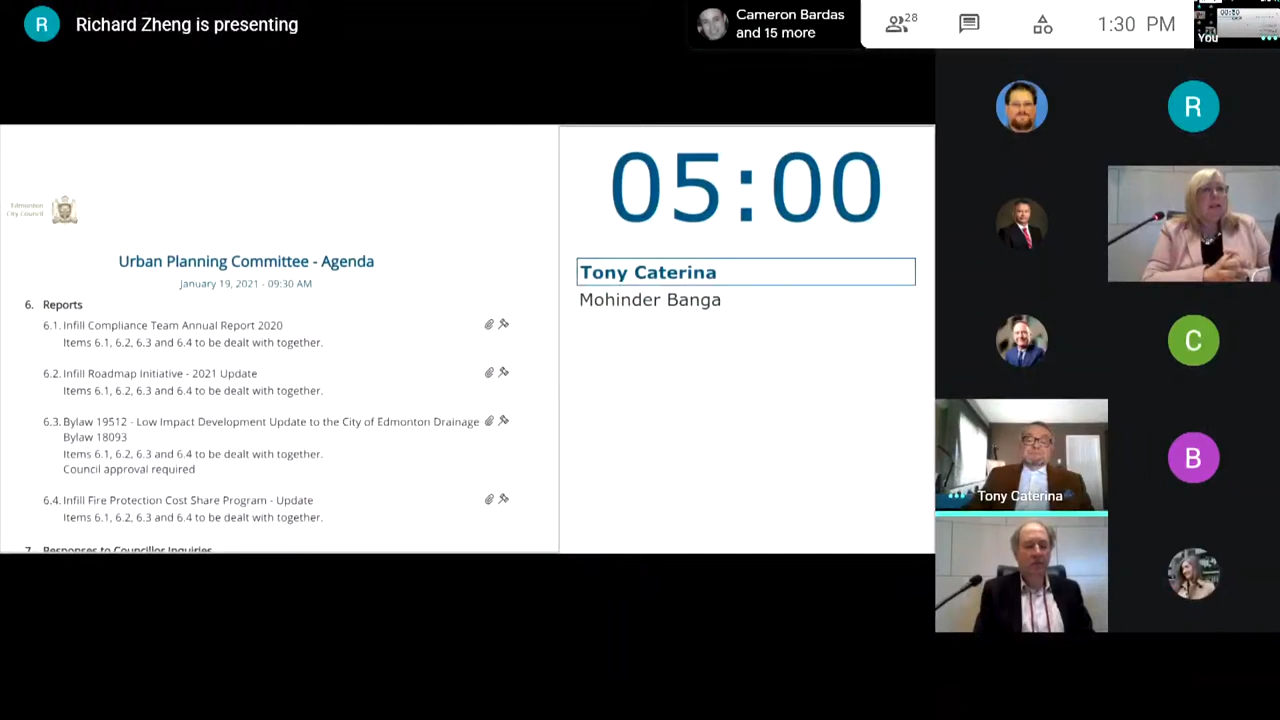 R
Richard Zheng is presenting
Cameron Bardas
and 15 more
28
1:30 PM
You
Edmonton
City Council
Urban Planning Committee - Agenda
January 19, 2021 - 09:30 AM
6. Reports
6.1. Infill Compliance Team Annual Report 2020
Items 6.1, 6.2, 6.3 and 6.4 to be dealt with together.
6.2. Infill Roadmap Initiative - 2021 Update
Items 6.1, 6.2, 6.3 and 6.4 to be dealt with together.
6.3. Bylaw 19512 - Low Impact Development Update to the City of Edmonton Drainage
Bylaw 18093
Items 6.1, 6.2, 6.3 and 6.4 to be dealt with together.
Council approval required
6.4. Infill Fire Protection Cost Share Program - Update
Items 6.1, 6.2, 6.3 and 6.4 to be dealt with together.
7. Responses to Councillor Inquiries
05:00
Tony Caterina
Mohinder Banga
R
C
B
Tony Caterina